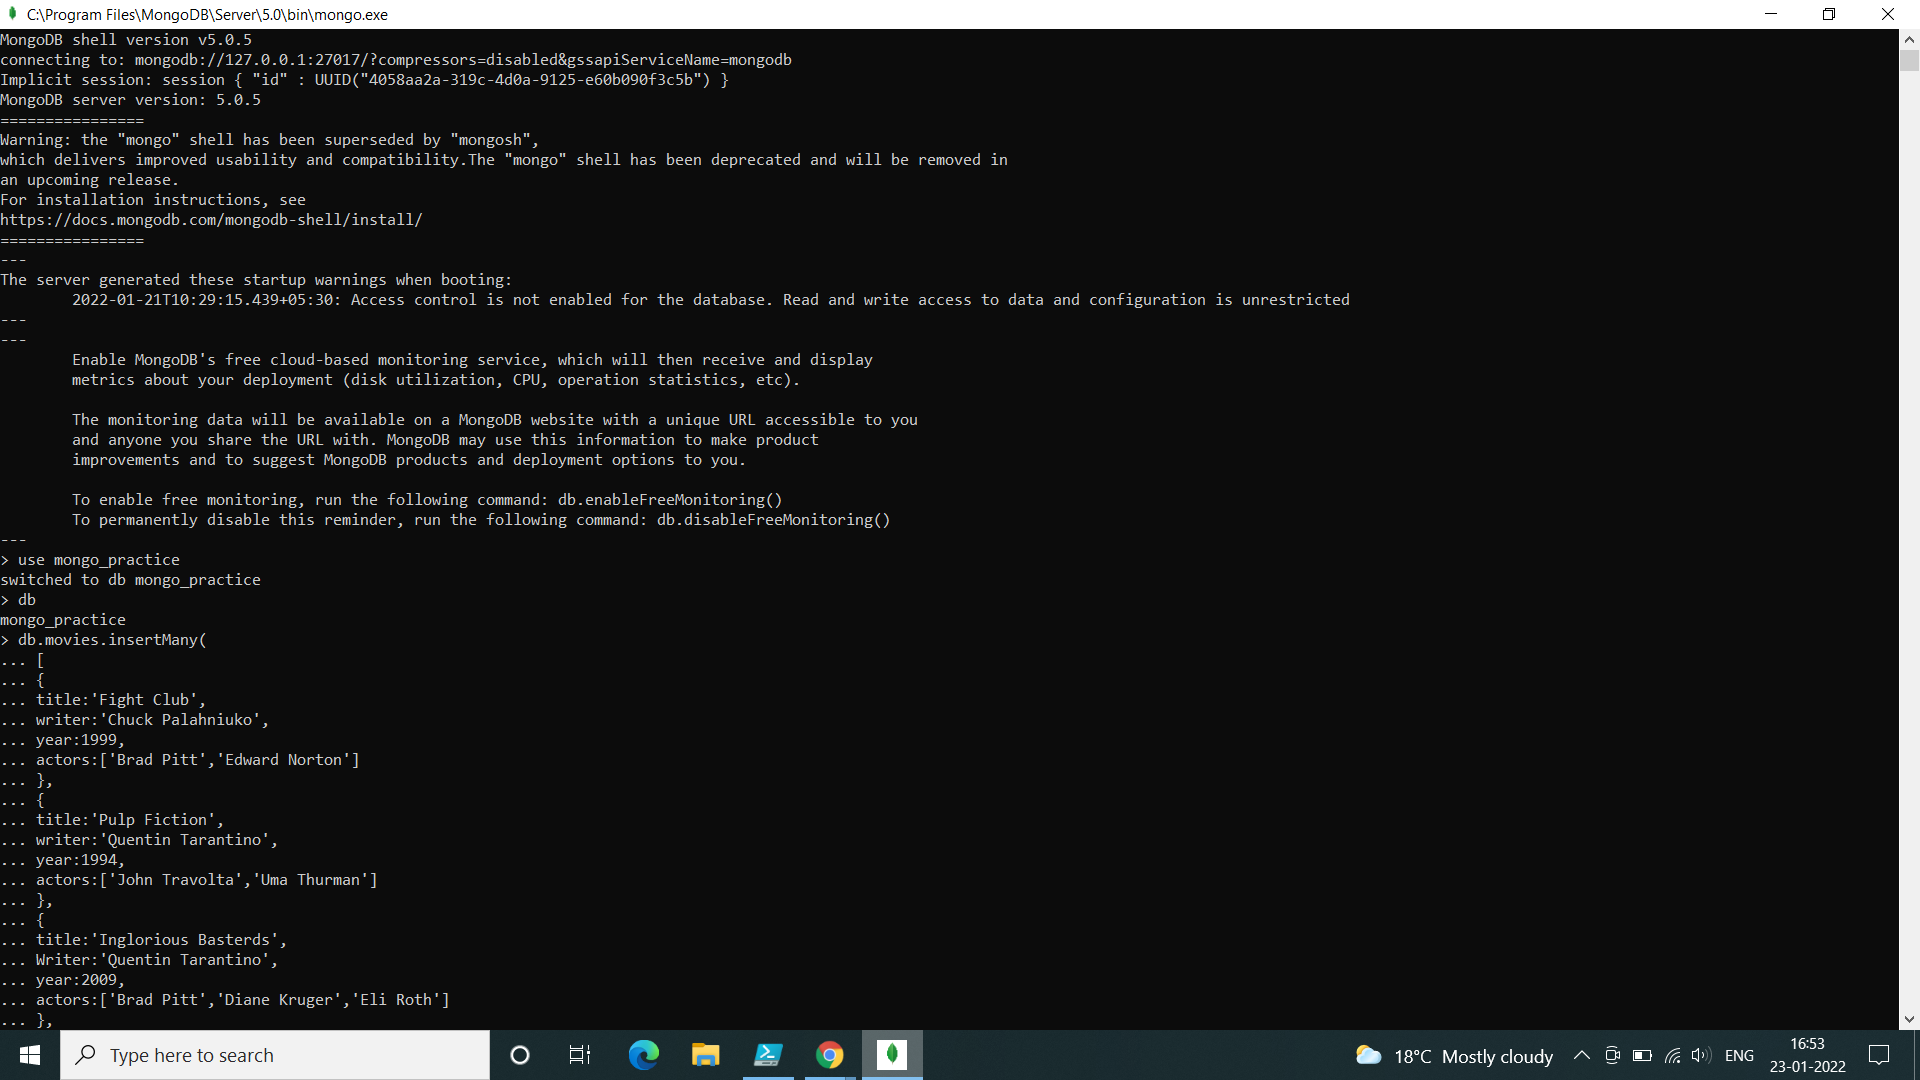 C:\Program Files\MongoDB\Server\5.0\bin\mongo.exe
MongoDB shell version v5.0.5
connecting to: mongodb://127.0.0.1:27017/?compressors=disabled&gssapiServiceName=mongodb
Implicit session: session { "id" : UUID("4058aa2a-319c-4d0a-9125-e60b090f3c5b") }
MongoDB server version: 5.0.5
================
Warning: the "mongo" shell has been superseded by "mongosh",
which delivers improved usability and compatibility.The "mongo" shell has been deprecated and will be removed in
an upcoming release.
For installation instructions, see
https://docs.mongodb.com/mongodb-shell/install/
================
---
The server generated these startup warnings when booting:
2022-01-21T10:29:15.439+05:30: Access control is not enabled for the database. Read and write access to data and configuration is unrestricted
---
---
Enable MongoDB's free cloud-based monitoring service, which will then receive and display
metrics about your deployment (disk utilization, CPU, operation statistics, etc).
The monitoring data will be available on a MongoDB website with a unique URL accessible to you
and anyone you share the URL with. MongoDB may use this information to make product
improvements and to suggest MongoDB products and deployment options to you.
To enable free monitoring, run the following command: db.enableFreeMonitoring()
To permanently disable this reminder, run the following command: db.disableFreeMonitoring()
---
> use mongo_practice
switched to db mongo_practice
> db
mongo_practice
> db.movies.insertMany(
... [
... {
... title:'Fight Club',
... writer:'Chuck Palahniuko',
... year:1999,
... actors:['Brad Pitt','Edward Norton']
... },
... {
... title:'Pulp Fiction',
... writer:'Quentin Tarantino',
... year:1994,
... actors:['John Travolta','Uma Thurman']
... },
... {
... title:'Inglorious Basterds',
... Writer:'Quentin Tarantino',
... year:2009,
... actors:['Brad Pitt','Diane Kruger','Eli Roth']
... },
Type here to search
18°C Mostly cloudy
ENG
16:53
23-01-2022